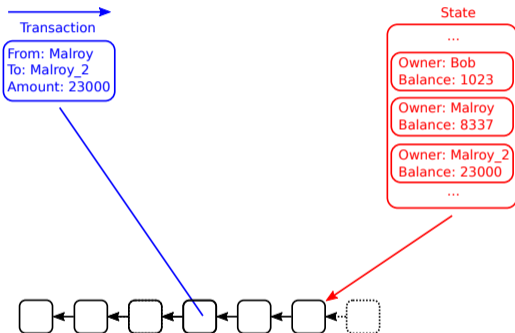 Transaction
From: Malroy
To: Malroy_2
Amount: 23000
State
...
Owner: Bob
Balance: 1023
Owner: Malroy
Balance: 8337
Owner: Malroy_2
Balance: 23000
...